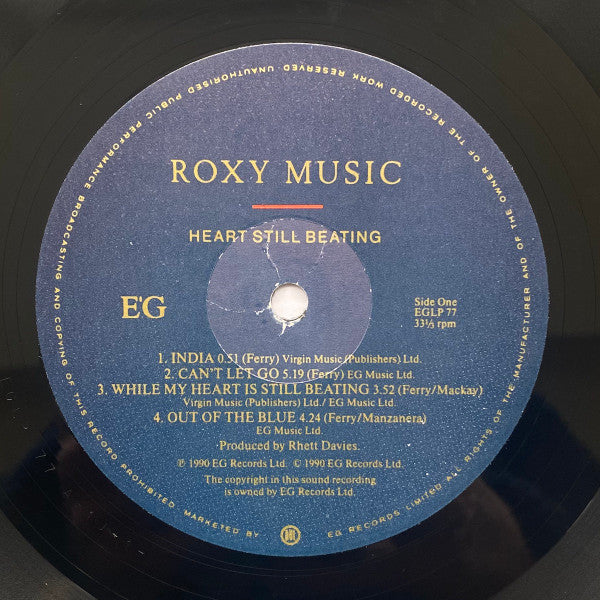 ROXY MUSIC
HEART STILL BEATING
E'G
Side One
EGLP 77
33⅓ rpm
1. INDIA 0.51 (Ferry) Virgin Music (Publishers) Ltd.
2. CAN'T LET GO 5.19 (Ferry) EG Music Ltd.
3. WHILE MY HEART IS STILL BEATING 3.52 (Ferry/Mackay)
Virgin Music (Publishers) Ltd./ EG Music Ltd.
4. OUT OF THE BLUE 4.24 (Ferry/Manzanera)
EG Music Ltd.
Produced by Rhett Davies.
℗ 1990 EG Records Ltd. © 1990 EG Records Ltd.
The copyright in this sound recording
is owned by EG Records Ltd.
MARKETED BY EG RECORDS LIMITED ALL RIGHTS OF THE MANUFACTURER AND OF THE OWNER OF THE RECORDED WORK RESERVED · UNAUTHORISED PUBLIC PERFORMANCE BROADCASTING AND COPYING OF THIS RECORD PROHIBITED